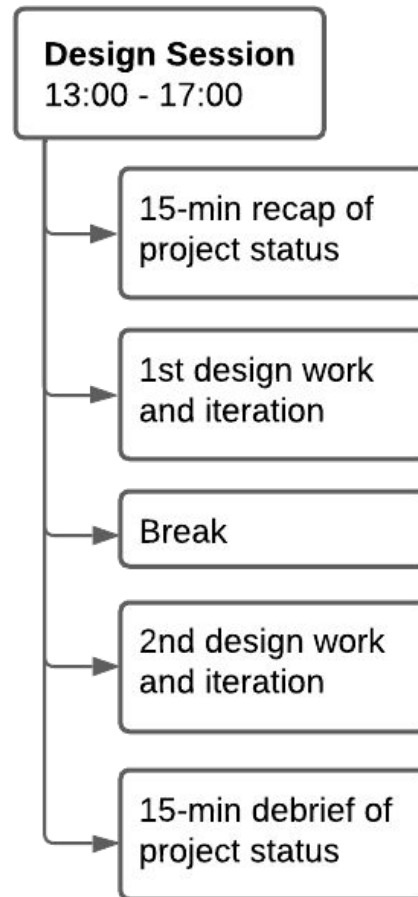 Design Session
13:00 - 17:00
15-min recap of
project status
1st design work
and iteration
Break
2nd design work
and iteration
15-min debrief of
project status